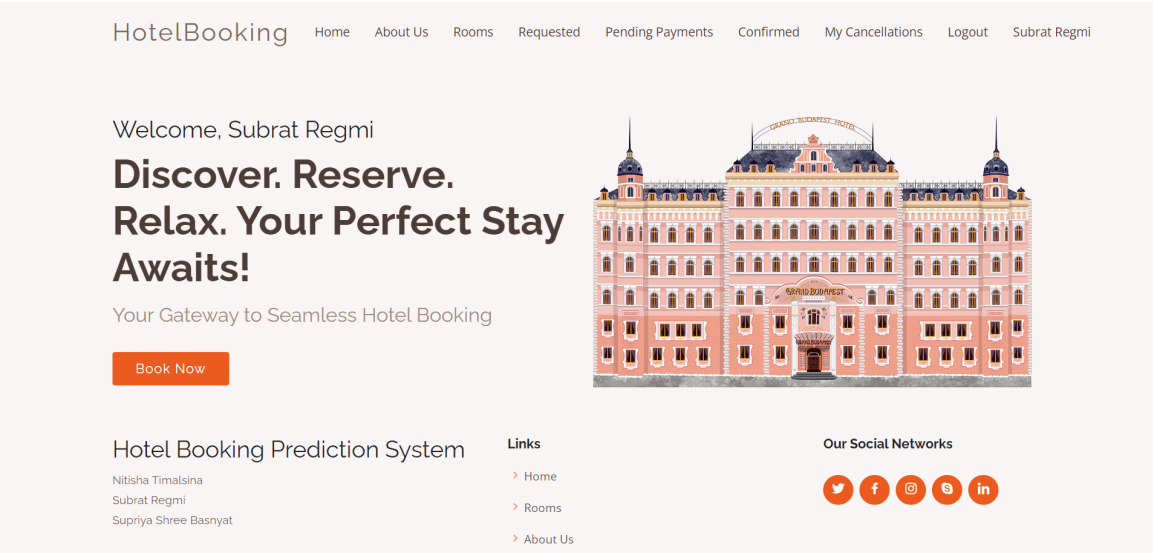 HotelBooking
Home
About Us
Rooms
Requested
Pending Payments
Confirmed
My Cancellations
Logout
Subrat Regmi
Welcome, Subrat Regmi
Discover. Reserve.
Relax. Your Perfect Stay
Awaits!
Your Gateway to Seamless Hotel Booking
Book Now
GRAND BUDAPEST HOTEL
GRAND BUDAPEST
Hotel Booking Prediction System
Nitisha Timalsina
Subrat Regmi
Supriya Shree Basnyat
Links
Home
Rooms
About Us
Our Social Networks